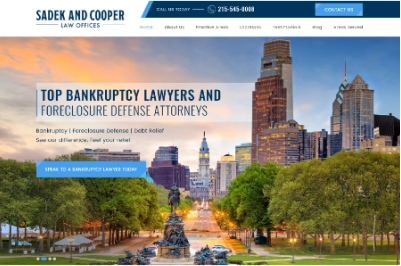 SADEK AND COOPER
LAW OFFICES
CALL US TODAY
215-545-0008
CONTACT US
Home About Us Practice Areas Locations Testimonials Blog Areas Served
TOP BANKRUPTCY LAWYERS AND
FORECLOSURE DEFENSE ATTORNEYS
Bankruptcy | Foreclosure Defense | Debt Relief
See our difference. Feel your relief.
SPEAK TO A BANKRUPTCY LAWYER TODAY